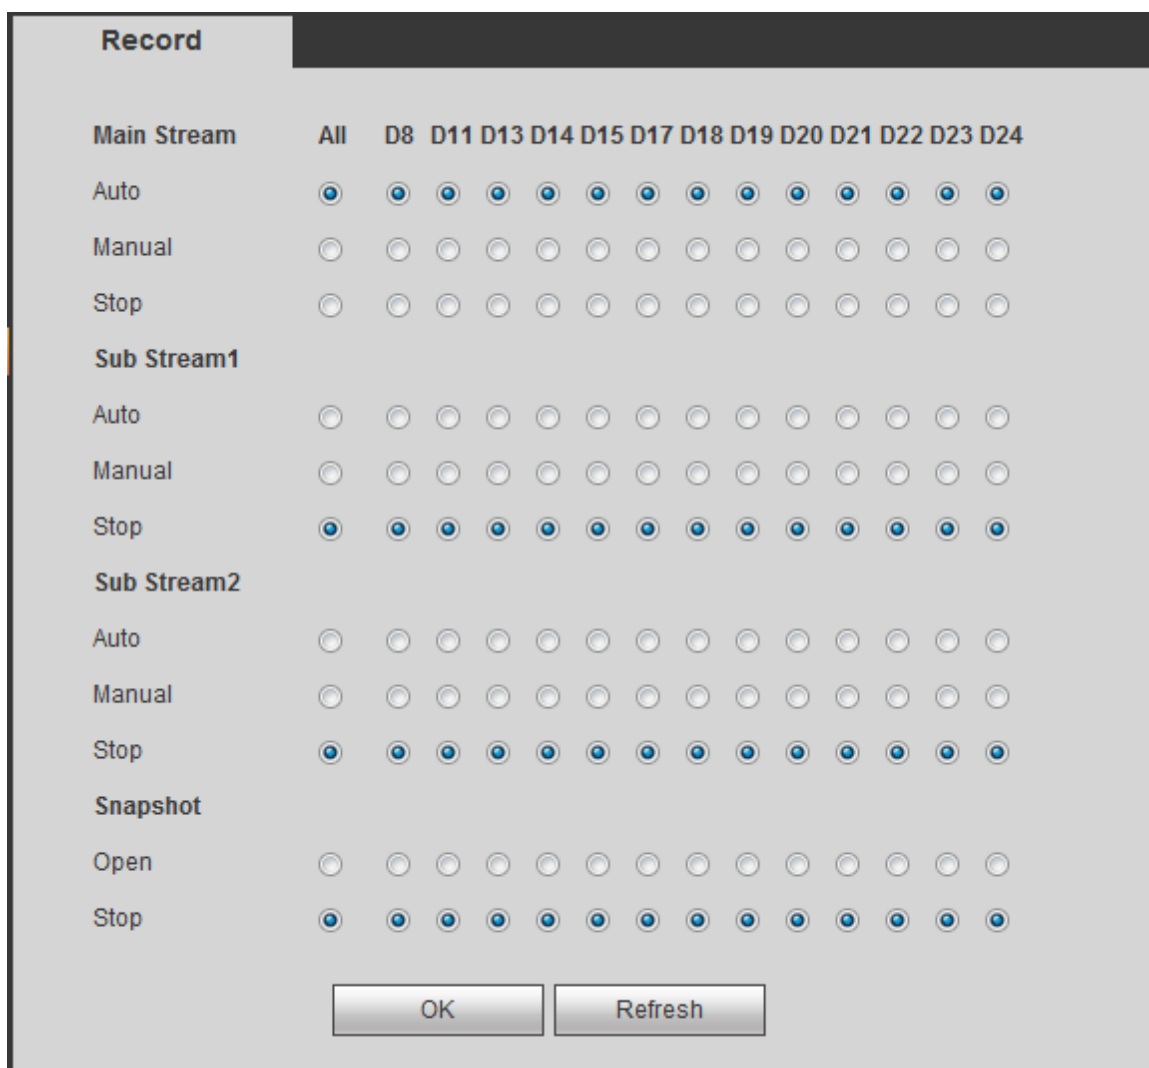 Record
Main Stream All D8 D11 D13 D14 D15 D17 D18 D19 D20 D21 D22 D23 D24
Auto
Manual
Stop
Sub Stream1
Auto
Manual
Stop
Sub Stream2
Auto
Manual
Stop
Snapshot
Open
Stop
OK Refresh